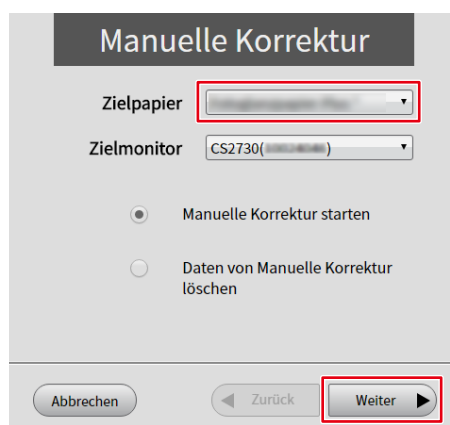 Manuelle Korrektur
Zielpapier
Zielmonitor CS2730( )
Manuelle Korrektur starten
Daten von Manuelle Korrektur
löschen
Abbrechen Zurück Weiter